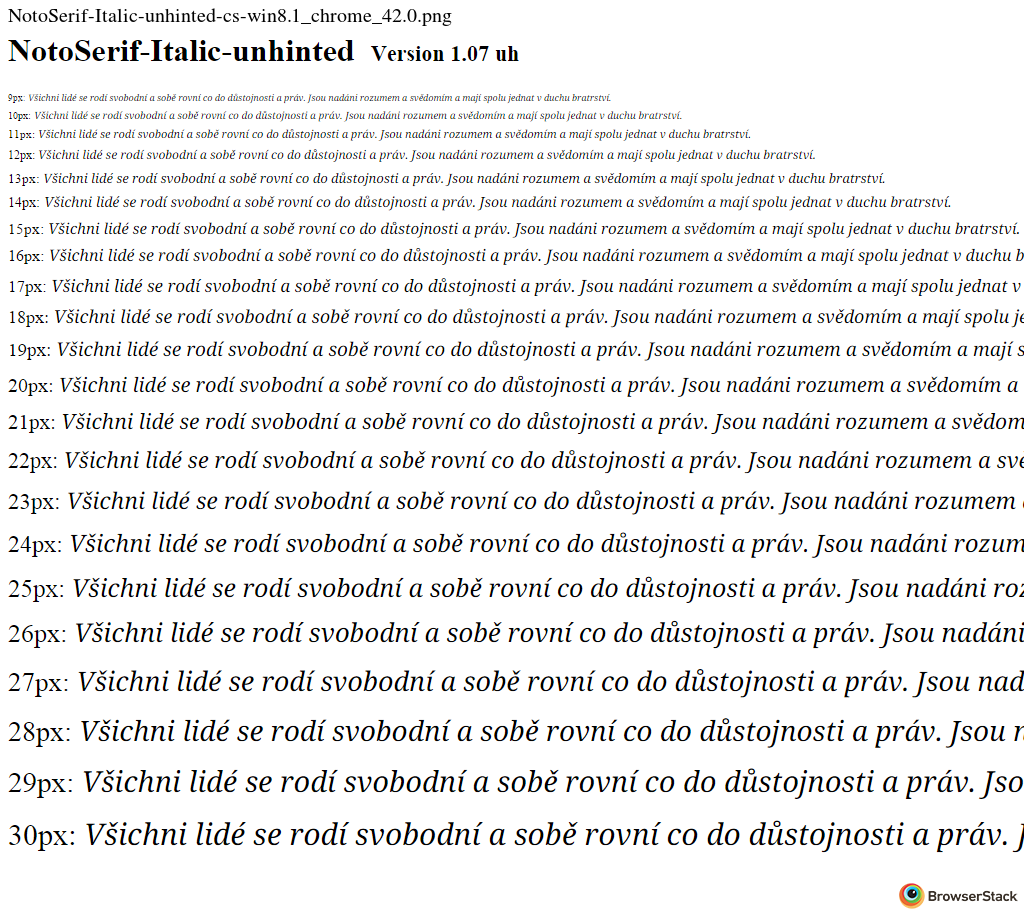 NotoSerif-Italic-unhinted-cs-win8.1_chrome_42.0.png
NotoSerif-Italic-unhinted Version 1.07 uh
9px: Všichni lidé se rodí svobodní a sobě rovní co do důstojnosti a práv. Jsou nadáni rozumem a svědomím a mají spolu jednat v duchu bratrství.
10px: Všichni lidé se rodí svobodní a sobě rovní co do důstojnosti a práv. Jsou nadáni rozumem a svědomím a mají spolu jednat v duchu bratrství.
11px: Všichni lidé se rodí svobodní a sobě rovní co do důstojnosti a práv. Jsou nadáni rozumem a svědomím a mají spolu jednat v duchu bratrství.
12px: Všichni lidé se rodí svobodní a sobě rovní co do důstojnosti a práv. Jsou nadáni rozumem a svědomím a mají spolu jednat v duchu bratrství.
13px: Všichni lidé se rodí svobodní a sobě rovní co do důstojnosti a práv. Jsou nadáni rozumem a svědomím a mají spolu jednat v duchu bratrství.
14px: Všichni lidé se rodí svobodní a sobě rovní co do důstojnosti a práv. Jsou nadáni rozumem a svědomím a mají spolu jednat v duchu bratrství.
15px: Všichni lidé se rodí svobodní a sobě rovní co do důstojnosti a práv. Jsou nadáni rozumem a svědomím a mají spolu jednat v duchu bratrství.
16px: Všichni lidé se rodí svobodní a sobě rovní co do důstojnosti a práv. Jsou nadáni rozumem a svědomím a mají spolu jednat v duchu b
17px: Všichni lidé se rodí svobodní a sobě rovní co do důstojnosti a práv. Jsou nadáni rozumem a svědomím a mají spolu jednat v
18px: Všichni lidé se rodí svobodní a sobě rovní co do důstojnosti a práv. Jsou nadáni rozumem a svědomím a mají spolu je
19px: Všichni lidé se rodí svobodní a sobě rovní co do důstojnosti a práv. Jsou nadáni rozumem a svědomím a mají s
20px: Všichni lidé se rodí svobodní a sobě rovní co do důstojnosti a práv. Jsou nadáni rozumem a svědomím a
21px: Všichni lidé se rodí svobodní a sobě rovní co do důstojnosti a práv. Jsou nadáni rozumem a svědom
22px: Všichni lidé se rodí svobodní a sobě rovní co do důstojnosti a práv. Jsou nadáni rozumem a sve
23px: Všichni lidé se rodí svobodní a sobě rovní co do důstojnosti a práv. Jsou nadáni rozumem
24px: Všichni lidé se rodí svobodní a sobě rovní co do důstojnosti a práv. Jsou nadáni rozum
25px: Všichni lidé se rodí svobodní a sobě rovní co do důstojnosti a práv. Jsou nadáni roz
26px: Všichni lidé se rodí svobodní a sobě rovní co do důstojnosti a práv. Jsou nadáni
27px: Všichni lidé se rodí svobodní a sobě rovní co do důstojnosti a práv. Jsou nad
28px: Všichni lidé se rodí svobodní a sobě rovní co do důstojnosti a práv. Jsou n
29px: Všichni lidé se rodí svobodní a sobě rovní co do důstojnosti a práv. Jso
30px: Všichni lidé se rodí svobodní a sobě rovní co do důstojnosti a práv. J
BrowserStack